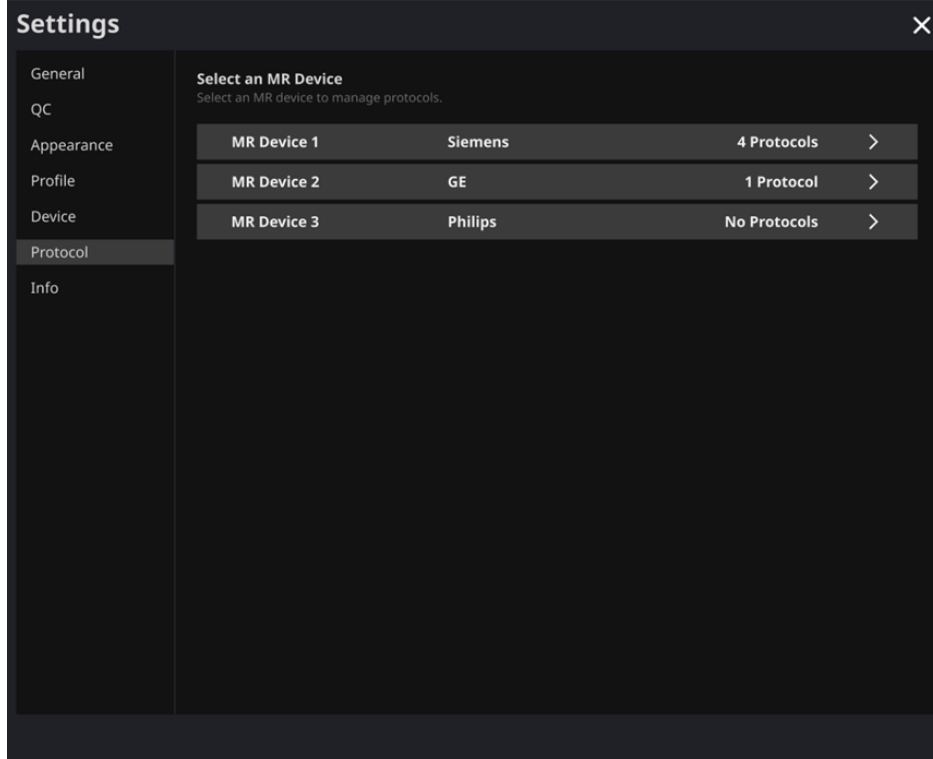 Settings
General
QC
Appearance
Profile
Device
Protocol
Info
Select an MR Device
Select an MR device to manage protocols.
MR Device 1 Siemens 4 Protocols
MR Device 2 GE 1 Protocol
MR Device 3 Philips No Protocols